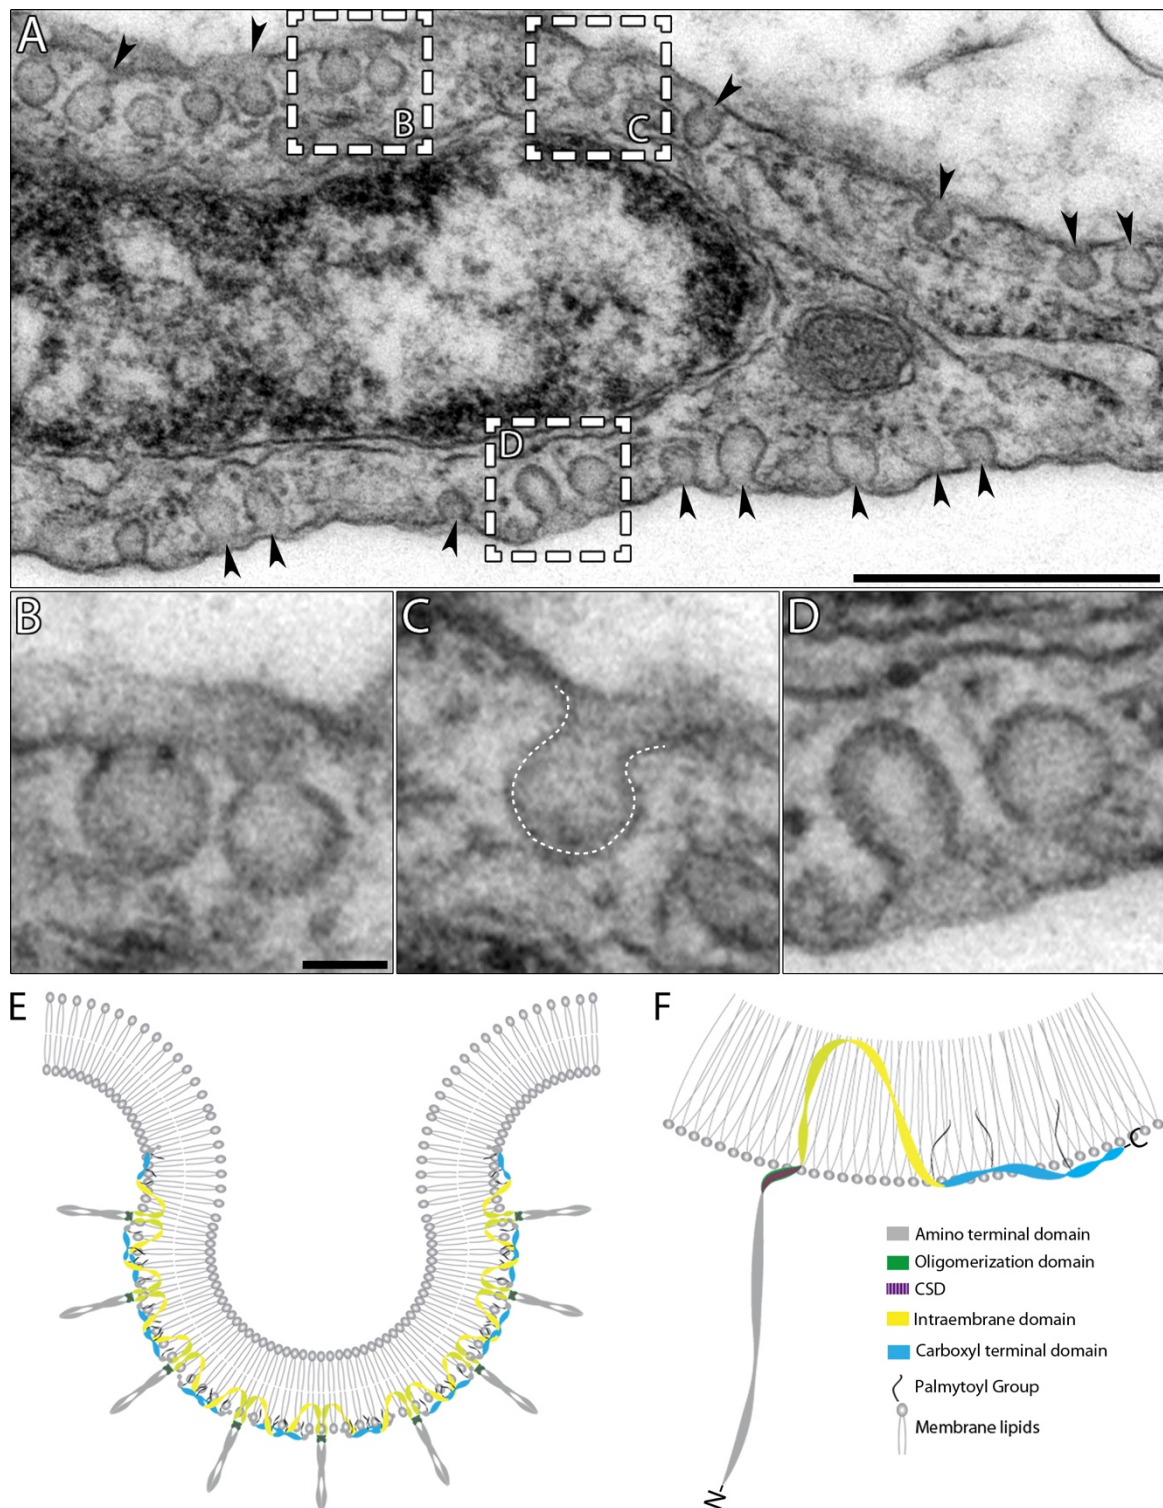 A
B
C
D
B
C
D
E
F
C
N
Amino terminal domain
Oligomerization domain
CSD
Intraembrane domain
Carboxyl terminal domain
Palmytoyl Group
Membrane lipids